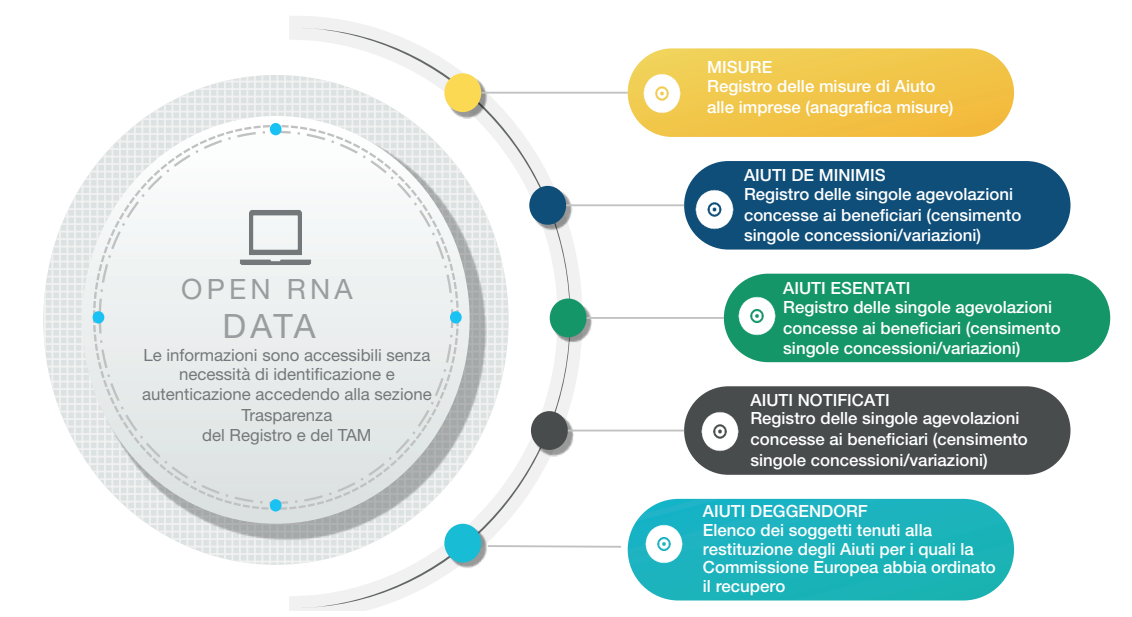 OPEN RNA
DATA
Le informazioni sono accessibili senza
necessità di identificazione e
autenticazione accedendo alla sezione
Trasparenza
del Registro e del TAM
MISURE
Registro delle misure di Aiuto
alle imprese (anagrafica misure)
AIUTI DE MINIMIS
Registro delle singole agevolazioni
concesse ai beneficiari (censimento
singole concessioni/variazioni)
AIUTI ESENTATI
Registro delle singole agevolazioni
concesse ai beneficiari (censimento
singole concessioni/variazioni)
AIUTI NOTIFICATI
Registro delle singole agevolazioni
concesse ai beneficiari (censimento
singole concessioni/variazioni)
AIUTI DEGGENDORF
Elenco dei soggetti tenuti alla
restituzione degli Aiuti per i quali la
Commissione Europea abbia ordinato
il recupero